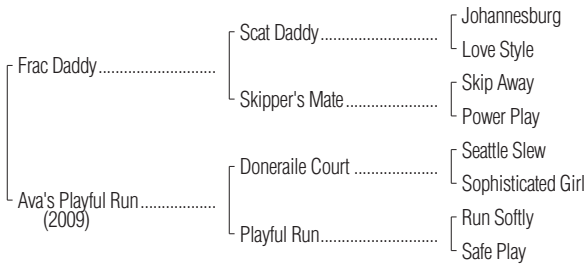 Johannesburg
Scat Daddy
Love Style
Frac Daddy
Skip Away
Skipper's Mate
Power Play
Seattle Slew
Doneraile Court
Sophisticated Girl
Ava's Playful Run
(2009)
Run Softly
Playful Run
Safe Play